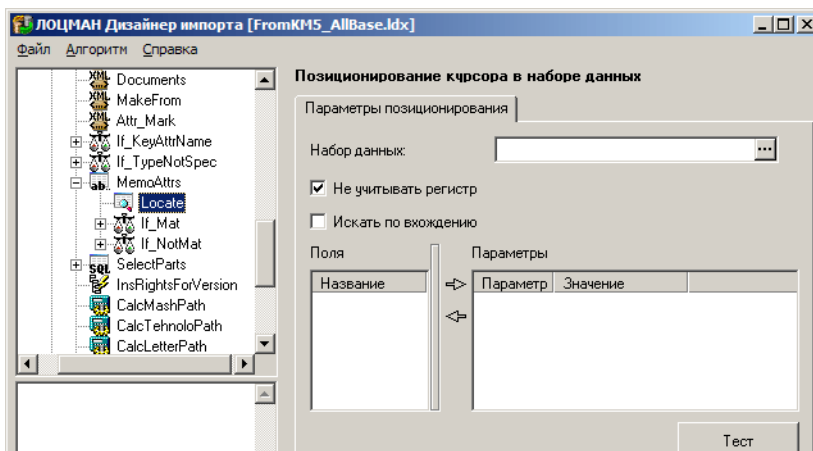 ЛОЦМАН Дизайнер импорта [FromKM5_AllBase.ldx]
Файл Алгоритм Справка
Documents
MakeFrom
Attr_Mark
If_KeyAttrName
If_TypeNotSpec
MemoAttrs
Locate
If_Mat
If_NotMat
SelectParts
InsRightsForVersion
CalcMashPath
CalcTehnoloPath
CalcLetterPath
Позиционирование курсора в наборе данных
Параметры позиционирования
Набор данных:
...
Не учитывать регистр
Искать по вхождению
Поля
Параметры
Название
Параметр Значение
Тест